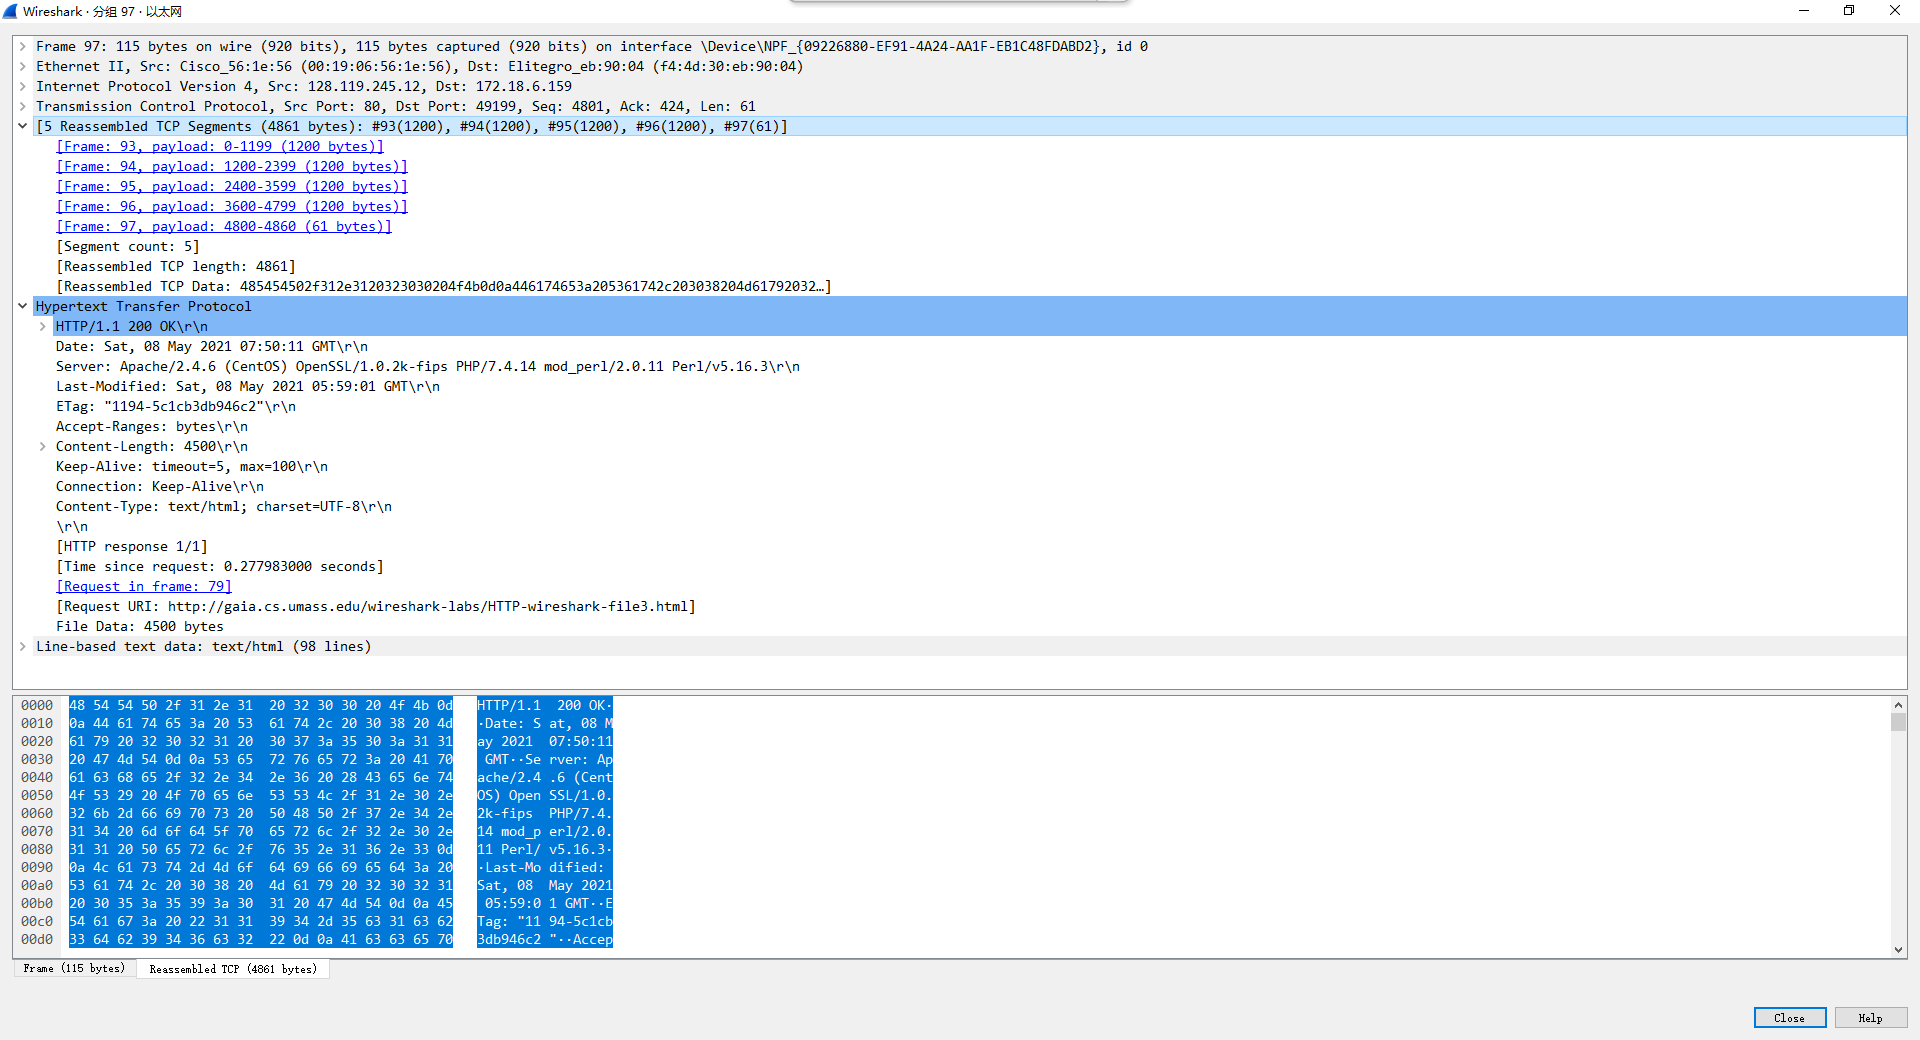 Wireshark · 分组 97 · 以太网
Frame 97: 115 bytes on wire (920 bits), 115 bytes captured (920 bits) on interface \Device\NPF_{09226880-EF91-4A24-AA1F-EB1C48FDABD2}, id 0
Ethernet II, Src: Cisco_56:1e:56 (00:19:06:56:1e:56), Dst: Elitegro_eb:90:04 (f4:4d:30:eb:90:04)
Internet Protocol Version 4, Src: 128.119.245.12, Dst: 172.18.6.159
Transmission Control Protocol, Src Port: 80, Dst Port: 49199, Seq: 4801, Ack: 424, Len: 61
[5 Reassembled TCP Segments (4861 bytes): #93(1200), #94(1200), #95(1200), #96(1200), #97(61)]
[Frame: 93, payload: 0-1199 (1200 bytes)]
[Frame: 94, payload: 1200-2399 (1200 bytes)]
[Frame: 95, payload: 2400-3599 (1200 bytes)]
[Frame: 96, payload: 3600-4799 (1200 bytes)]
[Frame: 97, payload: 4800-4860 (61 bytes)]
[Segment count: 5]
[Reassembled TCP length: 4861]
[Reassembled TCP Data: 485454502f312e3120323030204f4b0d0a446174653a205361742c203038204d61792032…]
Hypertext Transfer Protocol
HTTP/1.1 200 OK\r\n
Date: Sat, 08 May 2021 07:50:11 GMT\r\n
Server: Apache/2.4.6 (CentOS) OpenSSL/1.0.2k-fips PHP/7.4.14 mod_perl/2.0.11 Perl/v5.16.3\r\n
Last-Modified: Sat, 08 May 2021 05:59:01 GMT\r\n
ETag: "1194-5c1cb3db946c2"\r\n
Accept-Ranges: bytes\r\n
Content-Length: 4500\r\n
Keep-Alive: timeout=5, max=100\r\n
Connection: Keep-Alive\r\n
Content-Type: text/html; charset=UTF-8\r\n
\r\n
[HTTP response 1/1]
[Time since request: 0.277983000 seconds]
[Request in frame: 79]
[Request URI: http://gaia.cs.umass.edu/wireshark-labs/HTTP-wireshark-file3.html]
File Data: 4500 bytes
Line-based text data: text/html (98 lines)
0000 48 54 54 50 2f 31 2e 31 20 32 30 30 20 4f 4b 0d HTTP/1.1 200 OK·
0010 0a 44 61 74 65 3a 20 53 61 74 2c 20 30 38 20 4d ·Date: S at, 08 M
0020 61 79 20 32 30 32 31 20 30 37 3a 35 30 3a 31 31 ay 2021 07:50:11
0030 20 47 4d 54 0d 0a 53 65 72 76 65 72 3a 20 41 70 GMT··Se rver: Ap
0040 61 63 68 65 2f 32 2e 34 2e 36 20 28 43 65 6e 74 ache/2.4 .6 (Cent
0050 4f 53 29 20 4f 70 65 6e 53 53 4c 2f 31 2e 30 2e OS) Open SSL/1.0.
0060 32 6b 2d 66 69 70 73 20 50 48 50 2f 37 2e 34 2e 2k-fips PHP/7.4.
0070 31 34 20 6d 6f 64 5f 70 65 72 6c 2f 32 2e 30 2e 14 mod_p erl/2.0.
0080 31 31 20 50 65 72 6c 2f 76 35 2e 31 36 2e 33 0d 11 Perl/ v5.16.3·
0090 0a 4c 61 73 74 2d 4d 6f 64 69 66 69 65 64 3a 20 ·Last-Mo dified:
00a0 53 61 74 2c 20 30 38 20 4d 61 79 20 32 30 32 31 Sat, 08 May 2021
00b0 20 30 35 3a 35 39 3a 30 31 20 47 4d 54 0d 0a 45 05:59:0 1 GMT··E
00c0 54 61 67 3a 20 22 31 31 39 34 2d 35 63 31 63 62 Tag: "11 94-5c1cb
00d0 33 64 62 39 34 36 63 32 22 0d 0a 41 63 63 65 70 3db946c2 "··Accep
Frame (115 bytes) Reassembled TCP (4861 bytes)
Close Help